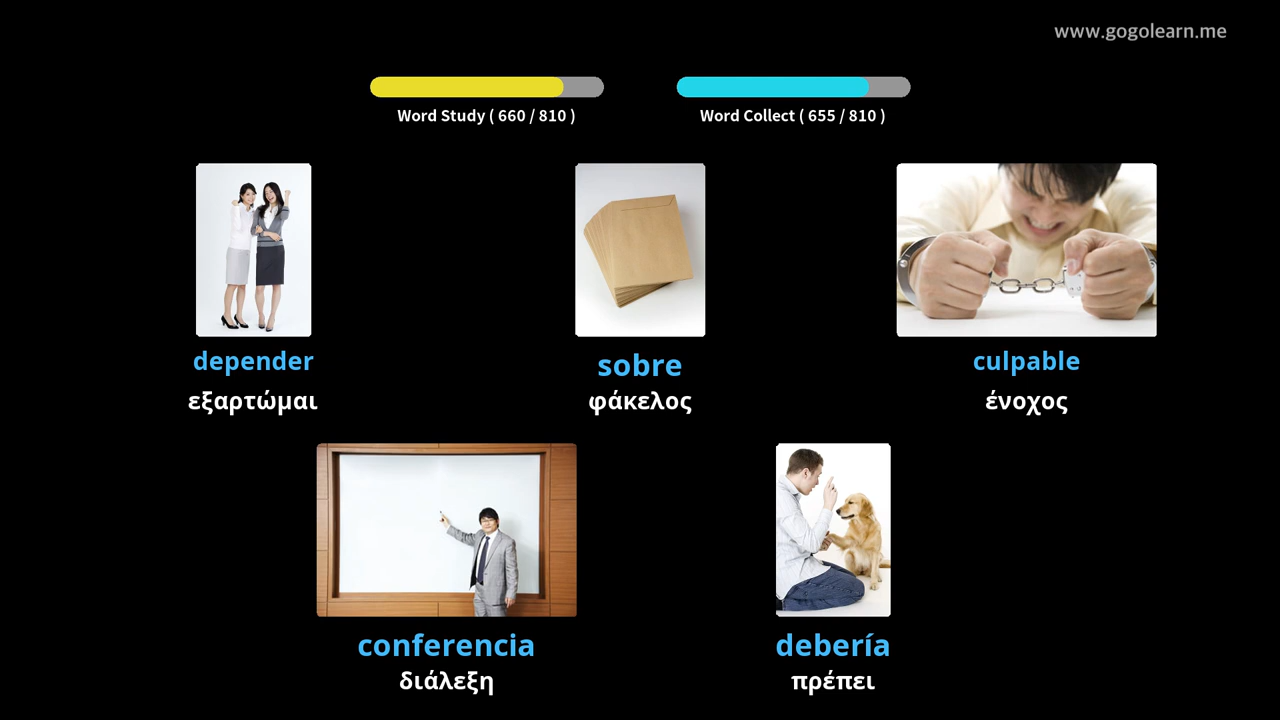 www.gogolearn.me
Word Study ( 660 / 810 )
Word Collect ( 655 / 810 )
depender
εξαρτώμαι
sobre
φάκελος
culpable
ένοχος
conferencia
διάλεξη
debería
πρέπει